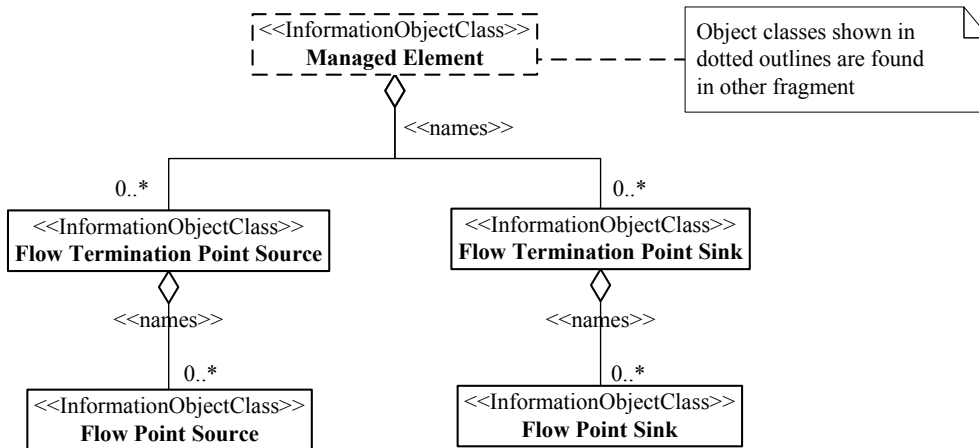 <<InformationObjectClass>>
Managed Element
Object classes shown in
dotted outlines are found
in other fragment
<<names>>
0..*
0..*
<<InformationObjectClass>>
Flow Termination Point Source
<<InformationObjectClass>>
Flow Termination Point Sink
<<names>>
<<names>>
0..*
0..*
<<InformationObjectClass>>
Flow Point Source
<<InformationObjectClass>>
Flow Point Sink